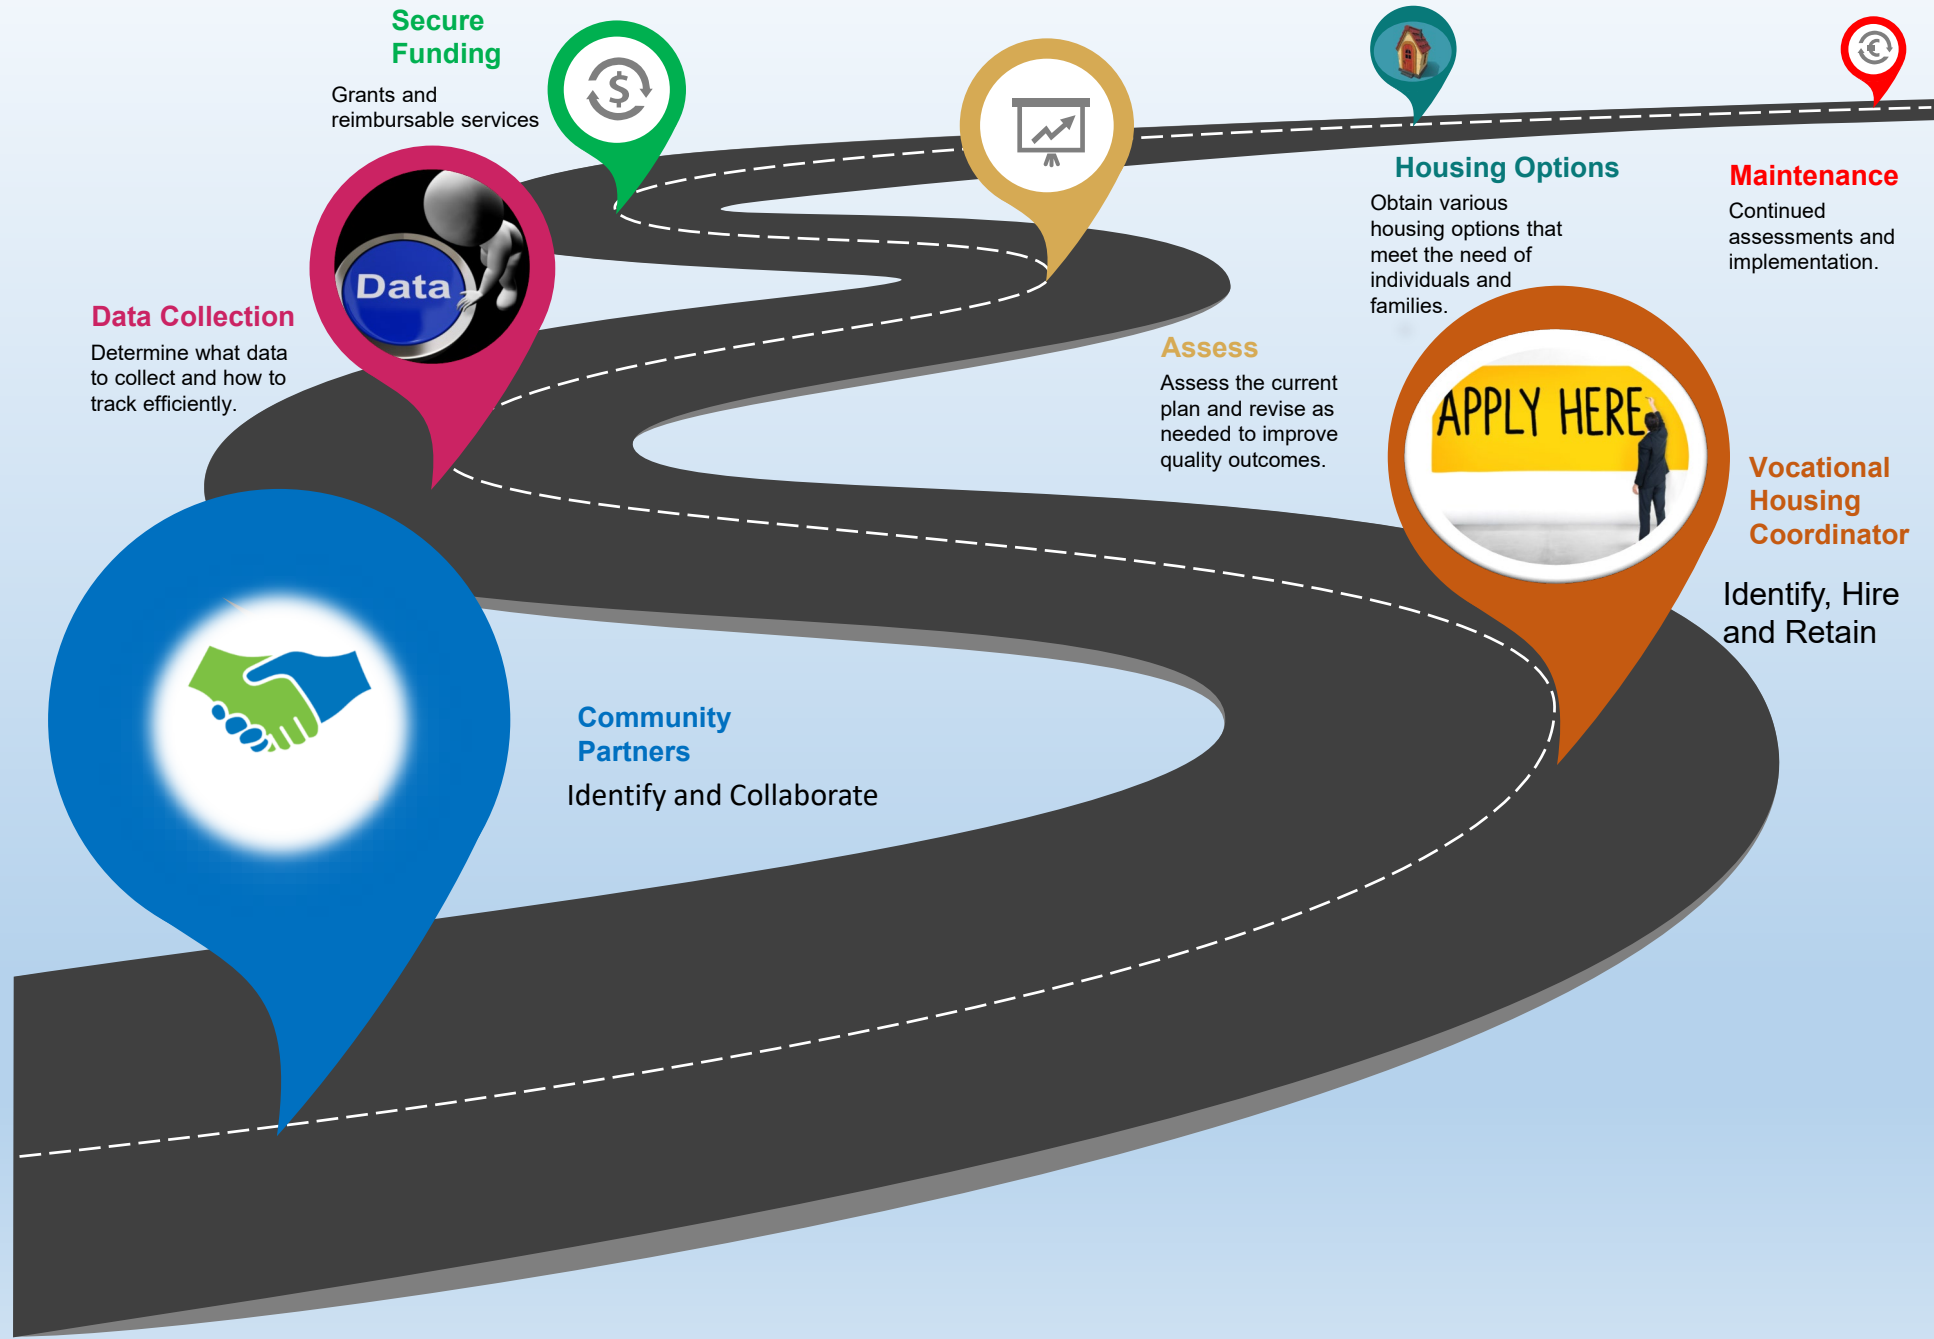 Secure
Funding
Grants and
reimbursable services
$
€
Data
Data Collection
Determine what data
to collect and how to
track efficiently.
Housing Options
Obtain various
housing options that
meet the need of
individuals and
families.
Maintenance
Continued
assessments and
implementation.
Assess
Assess the current
plan and revise as
needed to improve
quality outcomes.
APPLY HERE
Vocational
Housing
Coordinator
Identify, Hire
and Retain
Community
Partners
Identify and Collaborate